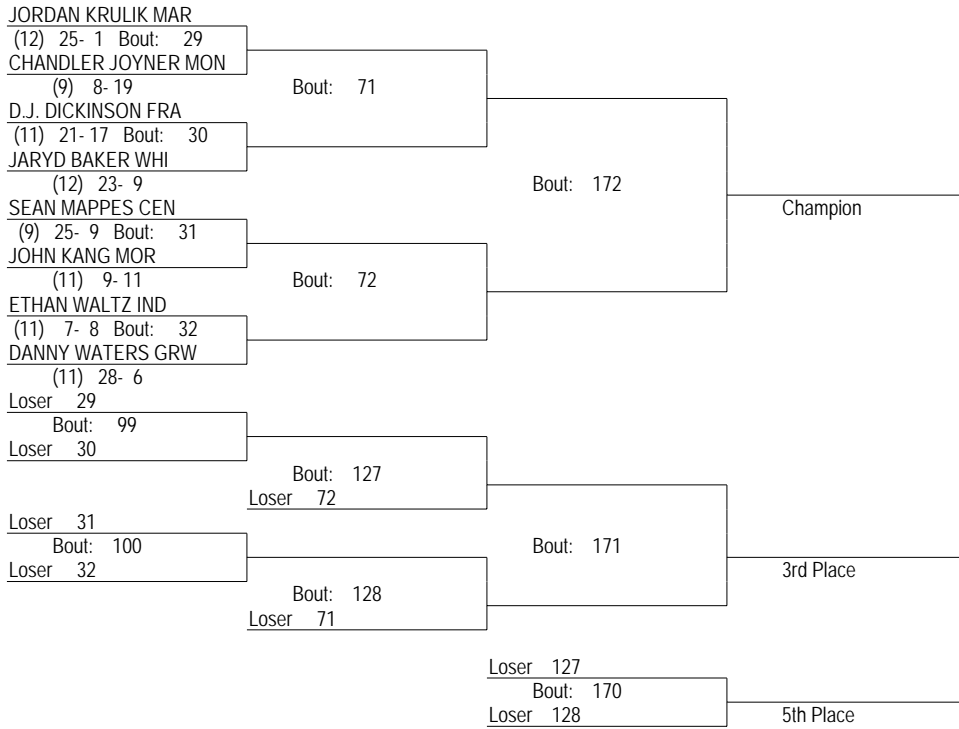 JORDAN KRULIK MAR
(12) 25- 1 Bout: 29
CHANDLER JOYNER MON
(9) 8- 19
Bout: 71
D.J. DICKINSON FRA
(11) 21- 17 Bout: 30
JARYD BAKER WHI
(12) 23- 9
Bout: 172
SEAN MAPPES CEN
Champion
(9) 25- 9 Bout: 31
JOHN KANG MOR
(11) 9- 11
Bout: 72
ETHAN WALTZ IND
(11) 7- 8 Bout: 32
DANNY WATERS GRW
(11) 28- 6
Loser 29
Bout: 99
Loser 30
Bout: 127
Loser 72
Loser 31
Bout: 100
Bout: 171
Loser 32
3rd Place
Bout: 128
Loser 71
Loser 127
Bout: 170
Loser 128
5th Place